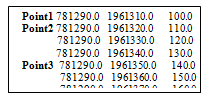 Point1 781290.0 1961310.0 100.0
Point2 781290.0 1961320.0 110.0
781290.0 1961330.0 120.0
781290.0 1961340.0 130.0
Point3 781290.0 1961350.0 140.0
781290.0 1961360.0 150.0